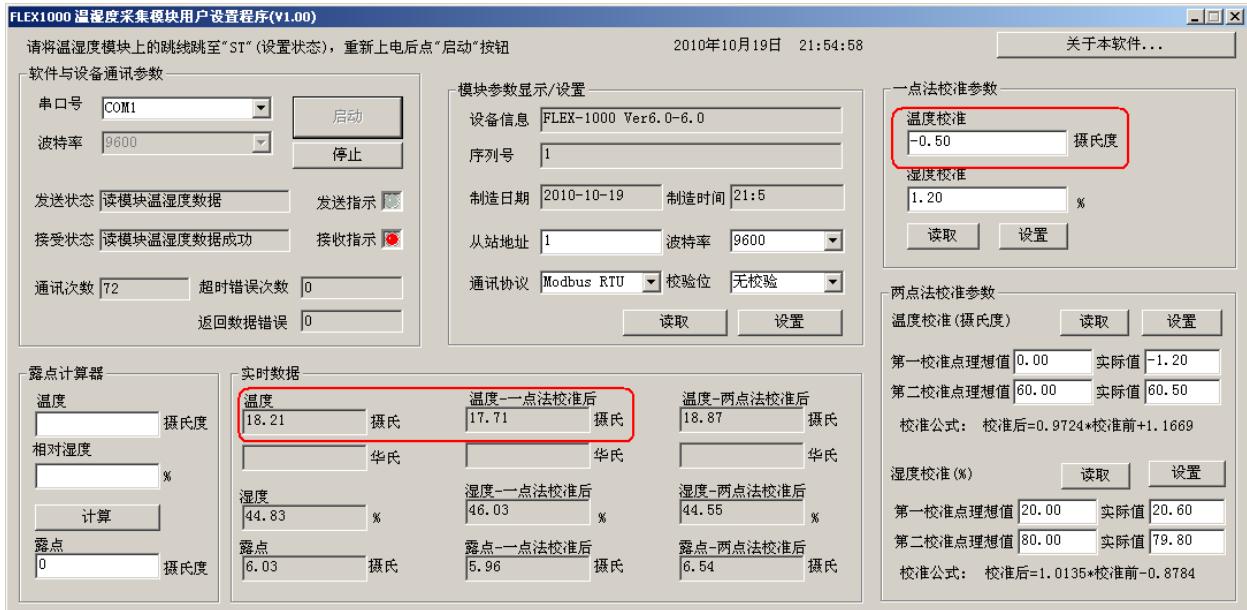 FLEX1000 温湿度采集模块用户设置程序(V1.00)
请将温湿度模块上的跳线跳至"ST"(设置状态)，重新上电后点"启动"按钮
2010年10月19日 21:54:58
关于本软件...
软件与设备通讯参数
串口号 COM1
启动
波特率 9600
停止
发送状态 读模块温湿度数据 发送指示
接受状态 读模块温湿度数据成功 接收指示
通讯次数 72 超时错误次数 0
返回数据错误 0
模块参数显示/设置
设备信息 FLEX-1000 Ver6.0-6.0
序列号 1
制造日期 2010-10-19 制造时间 21:5
从站地址 1 波特率 9600
通讯协议 Modbus RTU 校验位 无校验
读取 设置
一点法校准参数
温度校准
-0.50 摄氏度
湿度校准
1.20 %
读取 设置
两点法校准参数
温度校准(摄氏度) 读取 设置
第一校准点理想值 0.00 实际值 -1.20
第二校准点理想值 60.00 实际值 60.50
校准公式: 校准后=0.9724*校准前+1.1669
湿度校准(%) 读取 设置
第一校准点理想值 20.00 实际值 20.60
第二校准点理想值 80.00 实际值 79.80
校准公式: 校准后=1.0135*校准前-0.8784
露点计算器
温度
摄氏度
相对湿度
%
计算
露点
0 摄氏度
实时数据
温度 温度-一点法校准后 温度-两点法校准后
18.21 摄氏 17.71 摄氏 18.87 摄氏
华氏 华氏 华氏
湿度 湿度-一点法校准后 湿度-两点法校准后
44.83 % 46.03 % 44.55 %
露点 露点-一点法校准后 露点-两点法校准后
6.03 摄氏 5.96 摄氏 6.54 摄氏